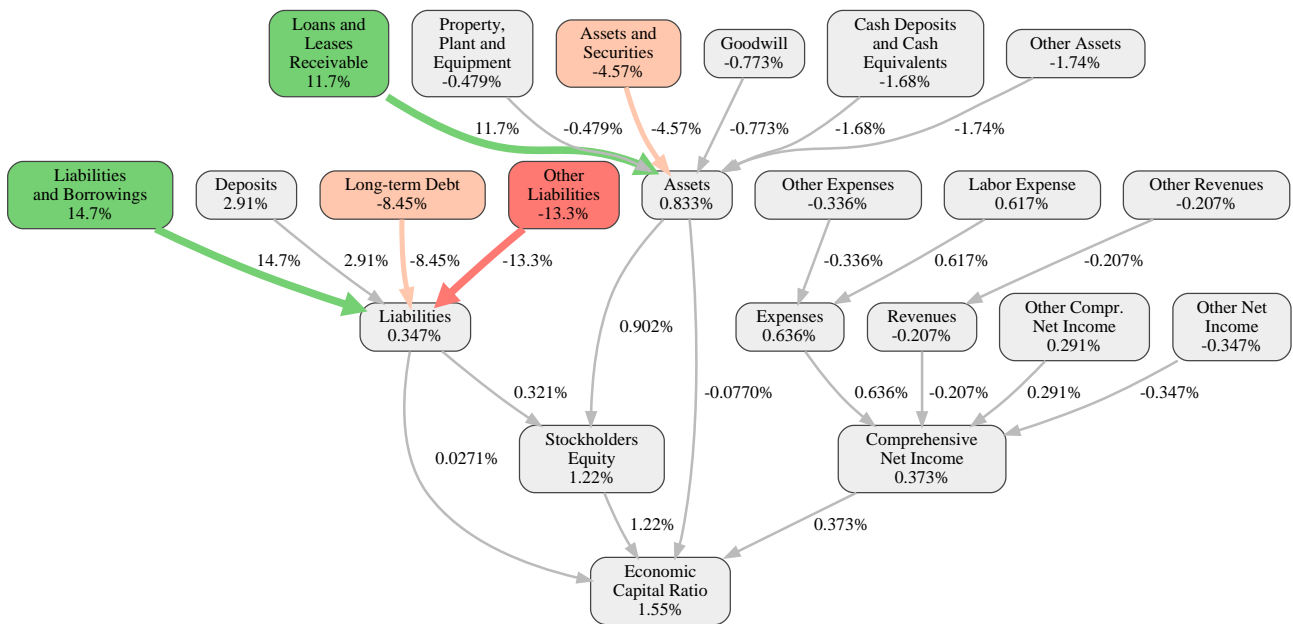 Loans and
Leases
Receivable
11.7%
Property,
Plant and
Equipment
-0.479%
Assets and
Securities
-4.57%
Goodwill
-0.773%
Cash Deposits
and Cash
Equivalents
-1.68%
Other Assets
-1.74%
11.7%
-0.479%
-4.57%
-0.773%
-1.68%
-1.74%
Liabilities
and Borrowings
14.7%
Deposits
2.91%
Long-term Debt
-8.45%
Other
Liabilities
-13.3%
Assets
0.833%
Other Expenses
-0.336%
Labor Expense
0.617%
Other Revenues
-0.207%
14.7%
2.91%
-8.45%
-13.3%
-0.336%
0.617%
-0.207%
Liabilities
0.347%
0.902%
Expenses
0.636%
Revenues
-0.207%
Other Compr.
Net Income
0.291%
Other Net
Income
-0.347%
0.321%
-0.0770%
0.636%
-0.207%
0.291%
-0.347%
0.0271%
Stockholders
Equity
1.22%
Comprehensive
Net Income
0.373%
1.22%
0.373%
Economic
Capital Ratio
1.55%